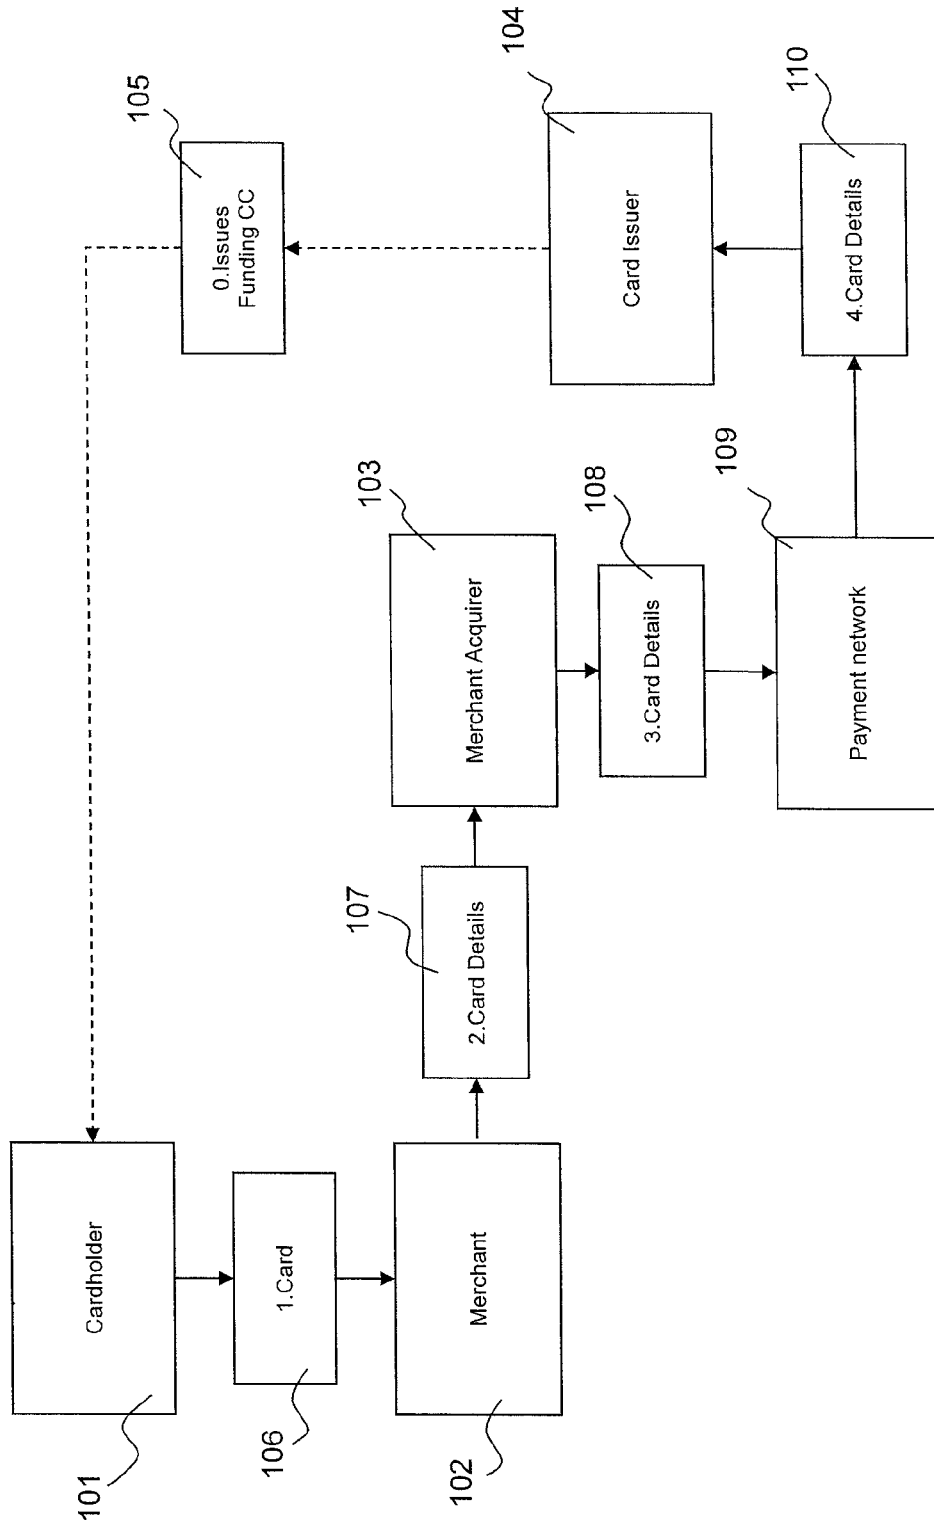 101
Cardholder
105
0.Issues
Funding CC
106
1.Card
102
Merchant
107
2.Card Details
103
Merchant Acquirer
108
3.Card Details
109
Payment network
104
Card Issuer
110
4.Card Details